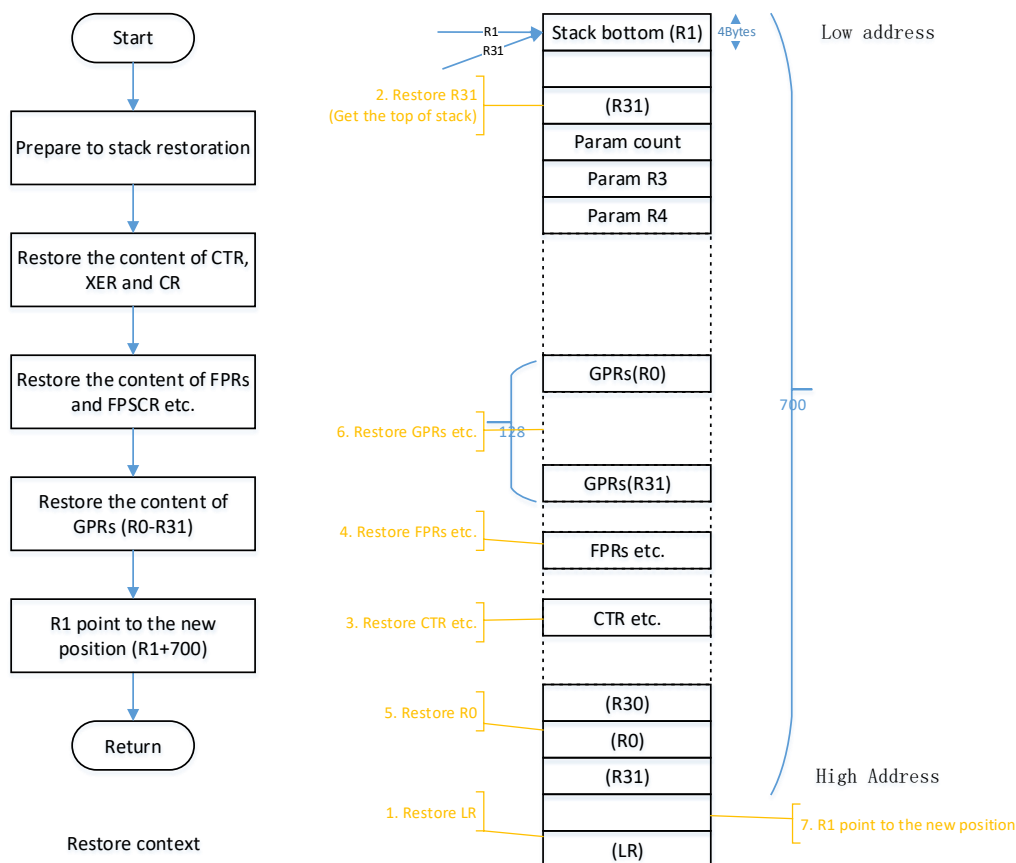 Start
Prepare to stack restoration
Restore the content of CTR,
XER and CR
Restore the content of FPRs
and FPSCR etc.
Restore the content of
GPRs (R0-R31)
R1 point to the new
position (R1+700)
Return
Restore context
R1
R31
Stack bottom (R1)
4Bytes
Low address
2. Restore R31
(Get the top of stack)
(R31)
Param count
Param R3
Param R4
GPRs(R0)
700
6. Restore GPRs etc.
128
GPRs(R31)
4. Restore FPRs etc.
FPRs etc.
3. Restore CTR etc.
CTR etc.
5. Restore R0
(R30)
(R0)
(R31)
High Address
1. Restore LR
7. R1 point to the new position
(LR)